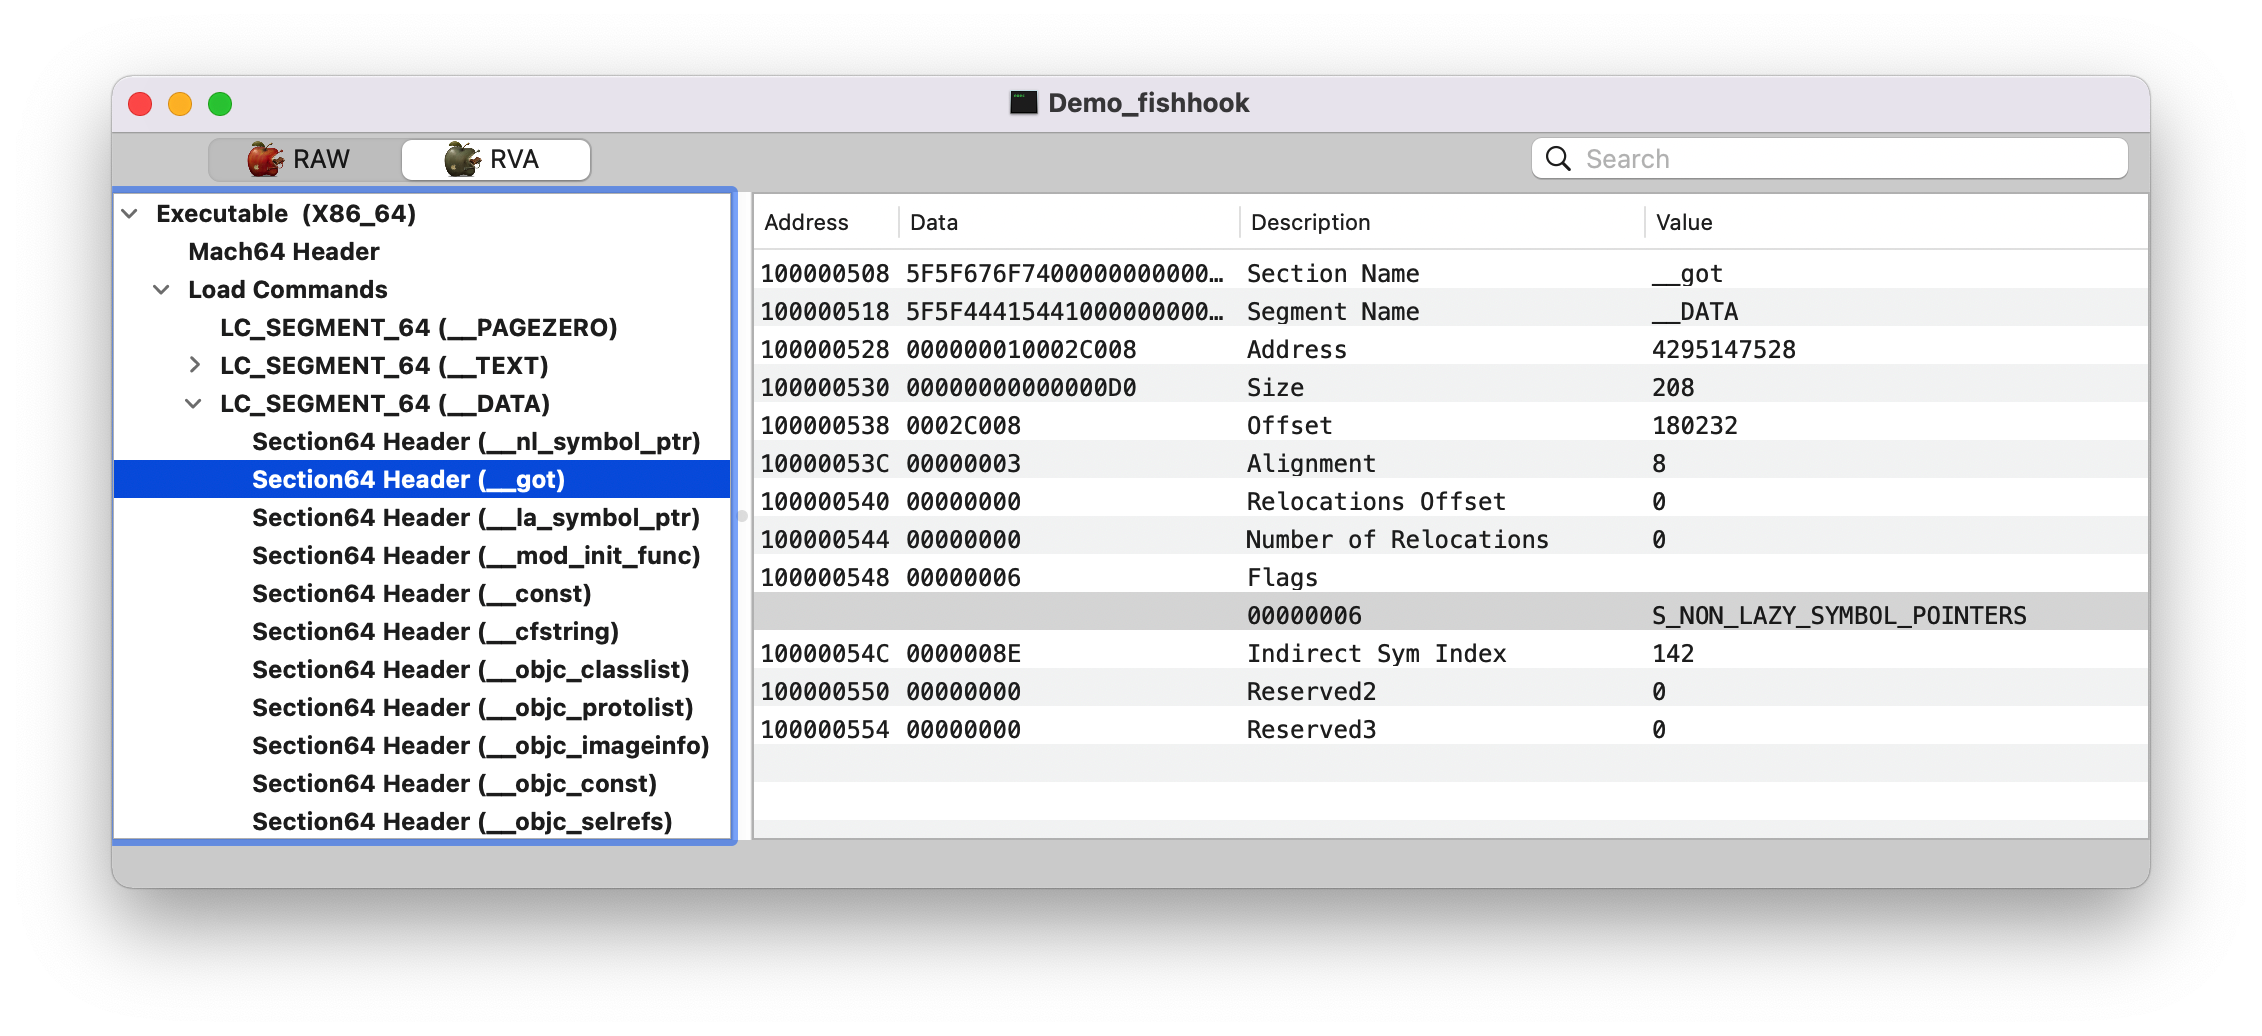 Demo_fishhook
RAW RVA Search
Executable (X86_64)
Mach64 Header
Load Commands
LC_SEGMENT_64 (__PAGEZERO)
LC_SEGMENT_64 (__TEXT)
LC_SEGMENT_64 (__DATA)
Section64 Header (__nl_symbol_ptr)
Section64 Header (__got)
Section64 Header (__la_symbol_ptr)
Section64 Header (__mod_init_func)
Section64 Header (__const)
Section64 Header (__cfstring)
Section64 Header (__objc_classlist)
Section64 Header (__objc_protolist)
Section64 Header (__objc_imageinfo)
Section64 Header (__objc_const)
Section64 Header (__objc_selrefs)
Address Data Description Value
100000508 5F5F676F7400000000000… Section Name __got
100000518 5F5F44415441000000000… Segment Name __DATA
100000528 000000010002C008 Address 4295147528
100000530 00000000000000D0 Size 208
100000538 0002C008 Offset 180232
10000053C 00000003 Alignment 8
100000540 00000000 Relocations Offset 0
100000544 00000000 Number of Relocations 0
100000548 00000006 Flags
00000006 S_NON_LAZY_SYMBOL_POINTERS
10000054C 0000008E Indirect Sym Index 142
100000550 00000000 Reserved2 0
100000554 00000000 Reserved3 0